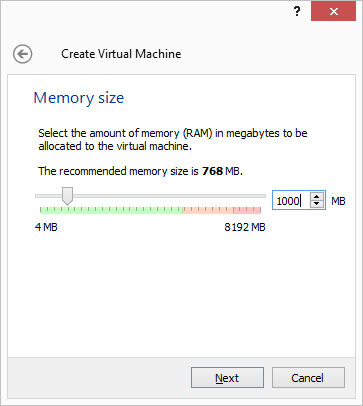 ?
Create Virtual Machine
Memory size
Select the amount of memory (RAM) in megabytes to be
allocated to the virtual machine.
The recommended memory size is 768 MB.
1000 MB
4 MB 8192 MB
Next Cancel